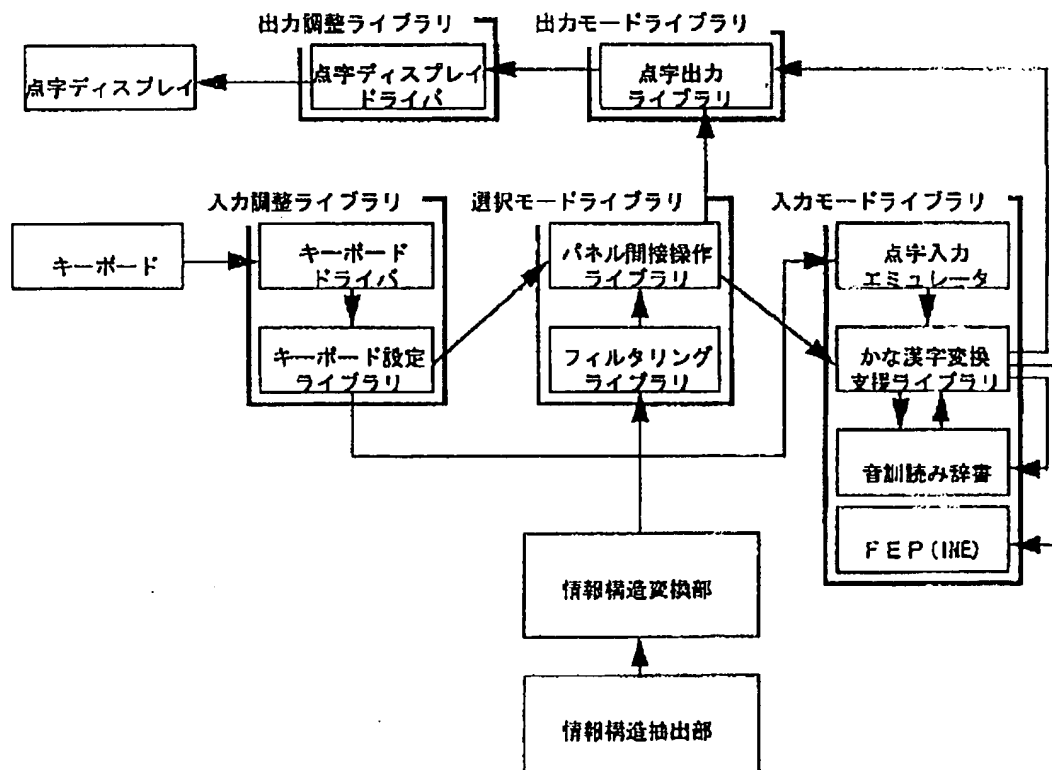 出力調整ライブラリ
出力モードライブラリ
点字ディスプレイ
点字ディスプレイ
ドライバ
点字出力
ライブラリ
入力調整ライブラリ
選択モードライブラリ
入力モードライブラリ
キーボード
キーボード
ドライバ
パネル間接操作
ライブラリ
点字入力
エミュレータ
キーボード設定
ライブラリ
フィルタリング
ライブラリ
かな漢字変換
支援ライブラリ
音訓読み辞書
FEP(IME)
情報構造変換部
情報構造抽出部